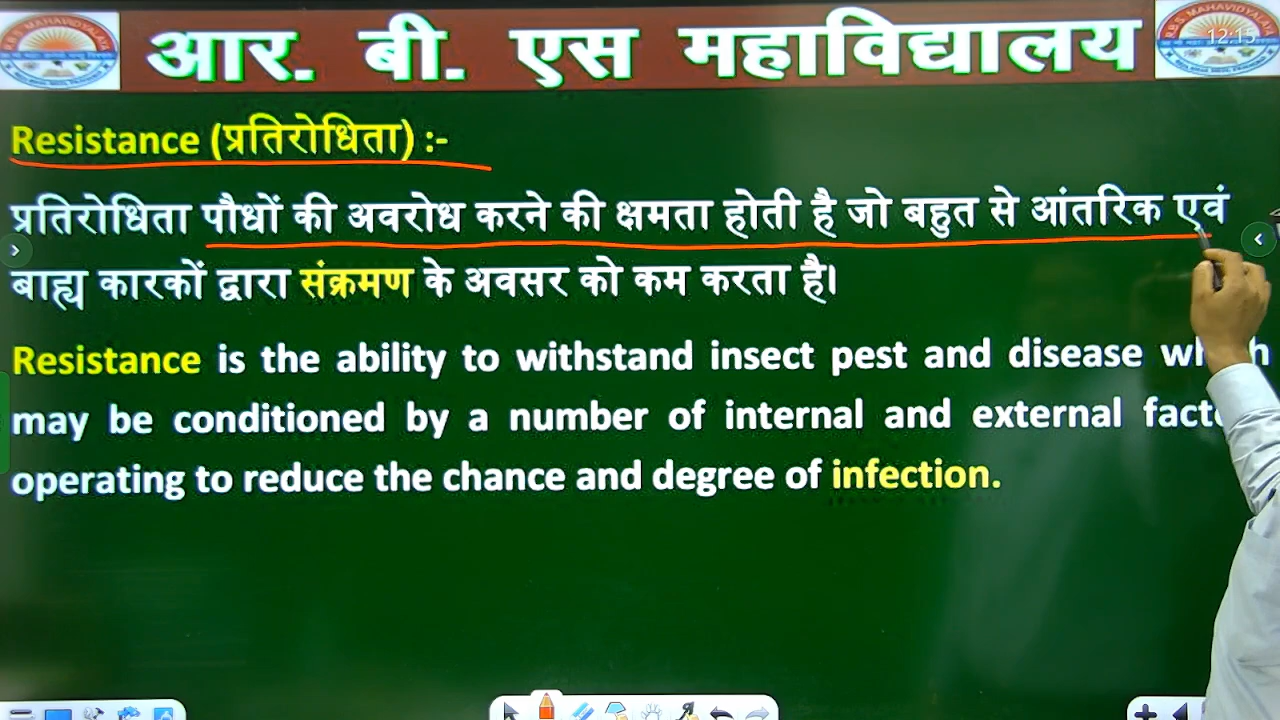 आर. बी. एस महाविद्यालय
12:15
Resistance (प्रतिरोधिता) :-
प्रतिरोधिता पौधों की अवरोध करने की क्षमता होती है जो बहुत से आंतरिक एवं
बाह्य कारकों द्वारा संक्रमण के अवसर को कम करता है।
Resistance is the ability to withstand insect pest and disease
may be conditioned by a number of internal and external
operating to reduce the chance and degree of infection.